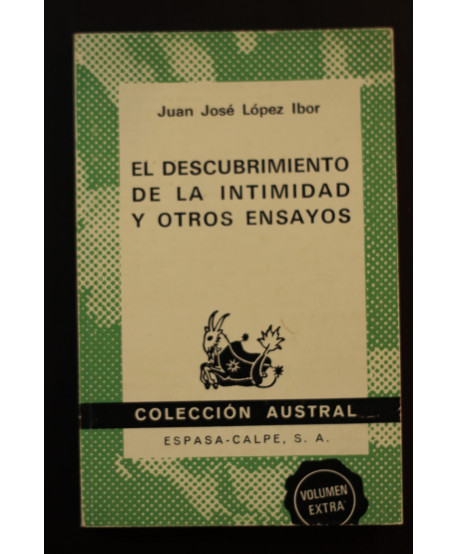 Juan José López Ibor
EL DESCUBRIMIENTO
DE LA INTIMIDAD
Y OTROS ENSAYOS
COLECCIÓN AUSTRAL
ESPASA-CALPE, S. A.
VOLUMEN
EXTRA